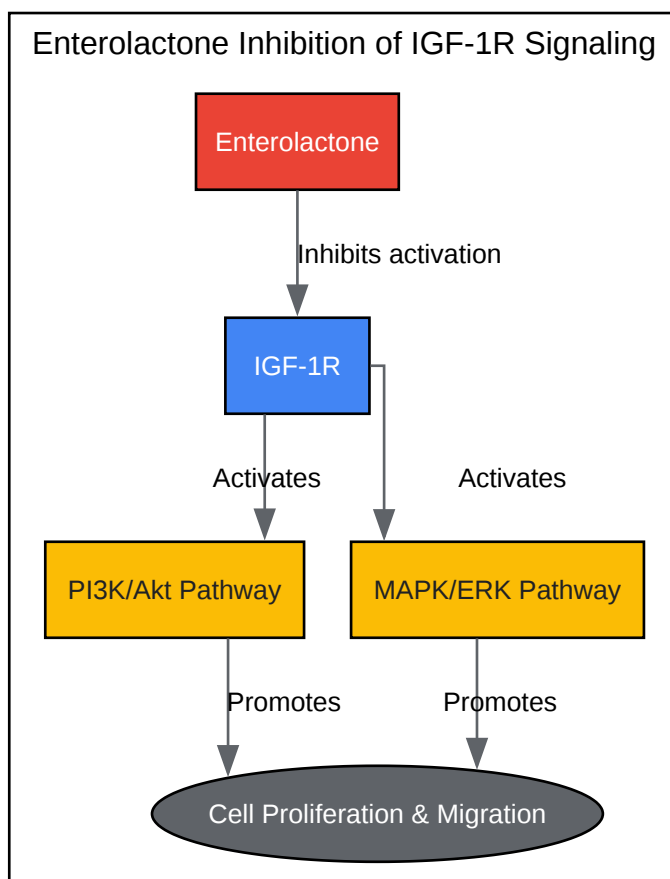 Enterolactone Inhibition of IGF-1R Signaling
Enterolactone
Inhibits activation
IGF-1R
Activates
Activates
PI3K/Akt Pathway
MAPK/ERK Pathway
Promotes
Promotes
Cell Proliferation & Migration